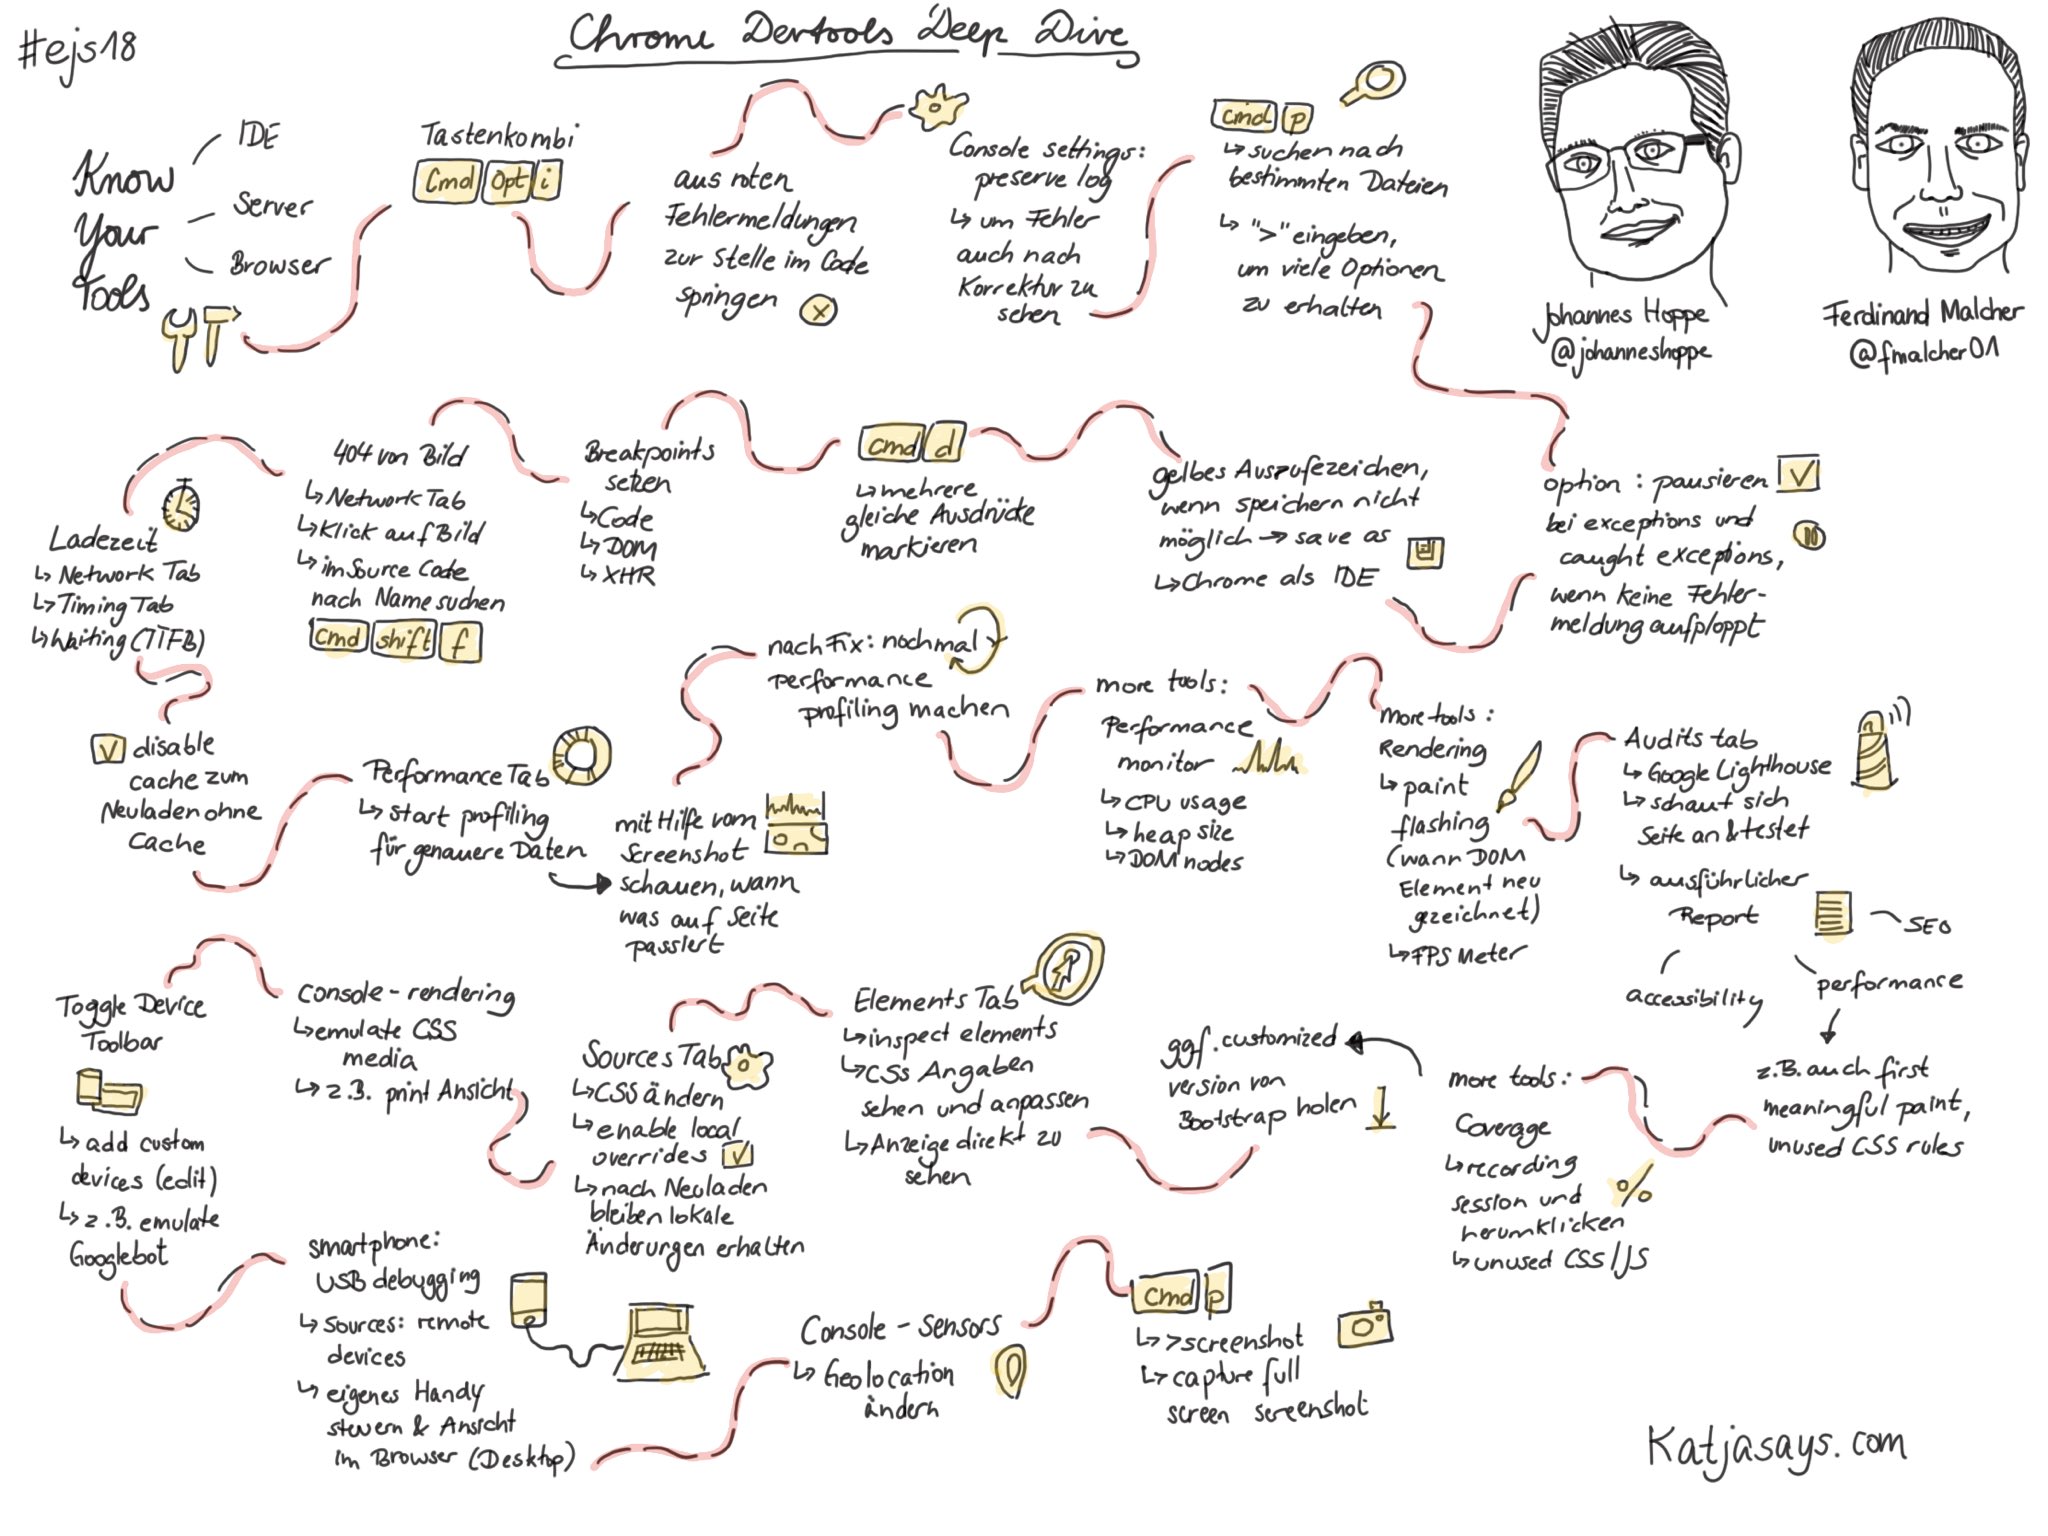 #ejs18
Chrome Devtools Deep Dive
Know
Your
Tools
IDE
Server
Browser
Tastenkombi
Cmd opt i
aus roten
Fehlermeldungen
zur Stelle im Code
springen
x
Console settings:
preserve log
↳ um Fehler
auch nach
Korrektur zu
sehen
cmd p
↳ suchen nach
bestimmten Dateien
↳ ">" eingeben,
um viele Optionen
zu erhalten
Johannes Hoppe
@johanneshoppe
Ferdinand Malcher
@fmalcher01
option: pausieren
bei exceptions und
caught exceptions,
wenn keine Fehler-
meldung aufploppt
gelbes Ausrufezeichen,
wenn speichern nicht
möglich → save as
↳ Chrome als IDE
cmd d
↳ mehrere
gleiche Ausdrücke
markieren
Breakpoints
setzen
↳ Code
↳ DOM
↳ XHR
404 von Bild
↳ Network Tab
↳ Klick auf Bild
↳ im Source Code
nach Name suchen
cmd shift f
Ladezeit
↳ Network Tab
↳ Timing Tab
↳ Waiting (TTFB)
disable
cache zum
Neuladen ohne
Cache
Performance Tab
↳ start profiling
für genauere Daten
mit Hilfe vom
Screenshot
schauen, wann
was auf Seite
passiert
nach Fix: nochmal
performance
profiling machen
more tools:
Performance
monitor
↳ CPU usage
↳ heap size
↳ DOM nodes
more tools:
Rendering
↳ paint
flashing
(wann DOM
Element neu
gezeichnet)
↳ FPS Meter
Audits tab
↳ Google Lighthouse
↳ schaut sich
Seite an & testet
↳ ausführlicher
Report
SEO
accessibility
performance
z.B. auch first
meaningful paint,
unused CSS rules
more tools:
Coverage
↳ recording
session und
herumklicken
↳ unused CSS/JS
%
ggf. customized
version von
Bootstrap holen
Elements Tab
↳ inspect elements
↳ CSS Angaben
sehen und anpassen
↳ Anzeige direkt zu
sehen
Sources Tab
↳ CSS ändern
↳ enable local
overrides
↳ nach Neuladen
bleiben lokale
Änderungen erhalten
Console - rendering
↳ emulate CSS
media
↳ z.B. print Ansicht
Toggle Device
Toolbar
↳ add custom
devices (edit)
↳ z.B. emulate
Googlebot
smartphone:
USB debugging
↳ Sources: remote
devices
↳ eigenes Handy
steuern & Ansicht
im Browser (Desktop)
Console - Sensors
↳ Geolocation
ändern
cmd p
↳ >screenshot
↳ capture full
screen screenshot
Katjasays.com